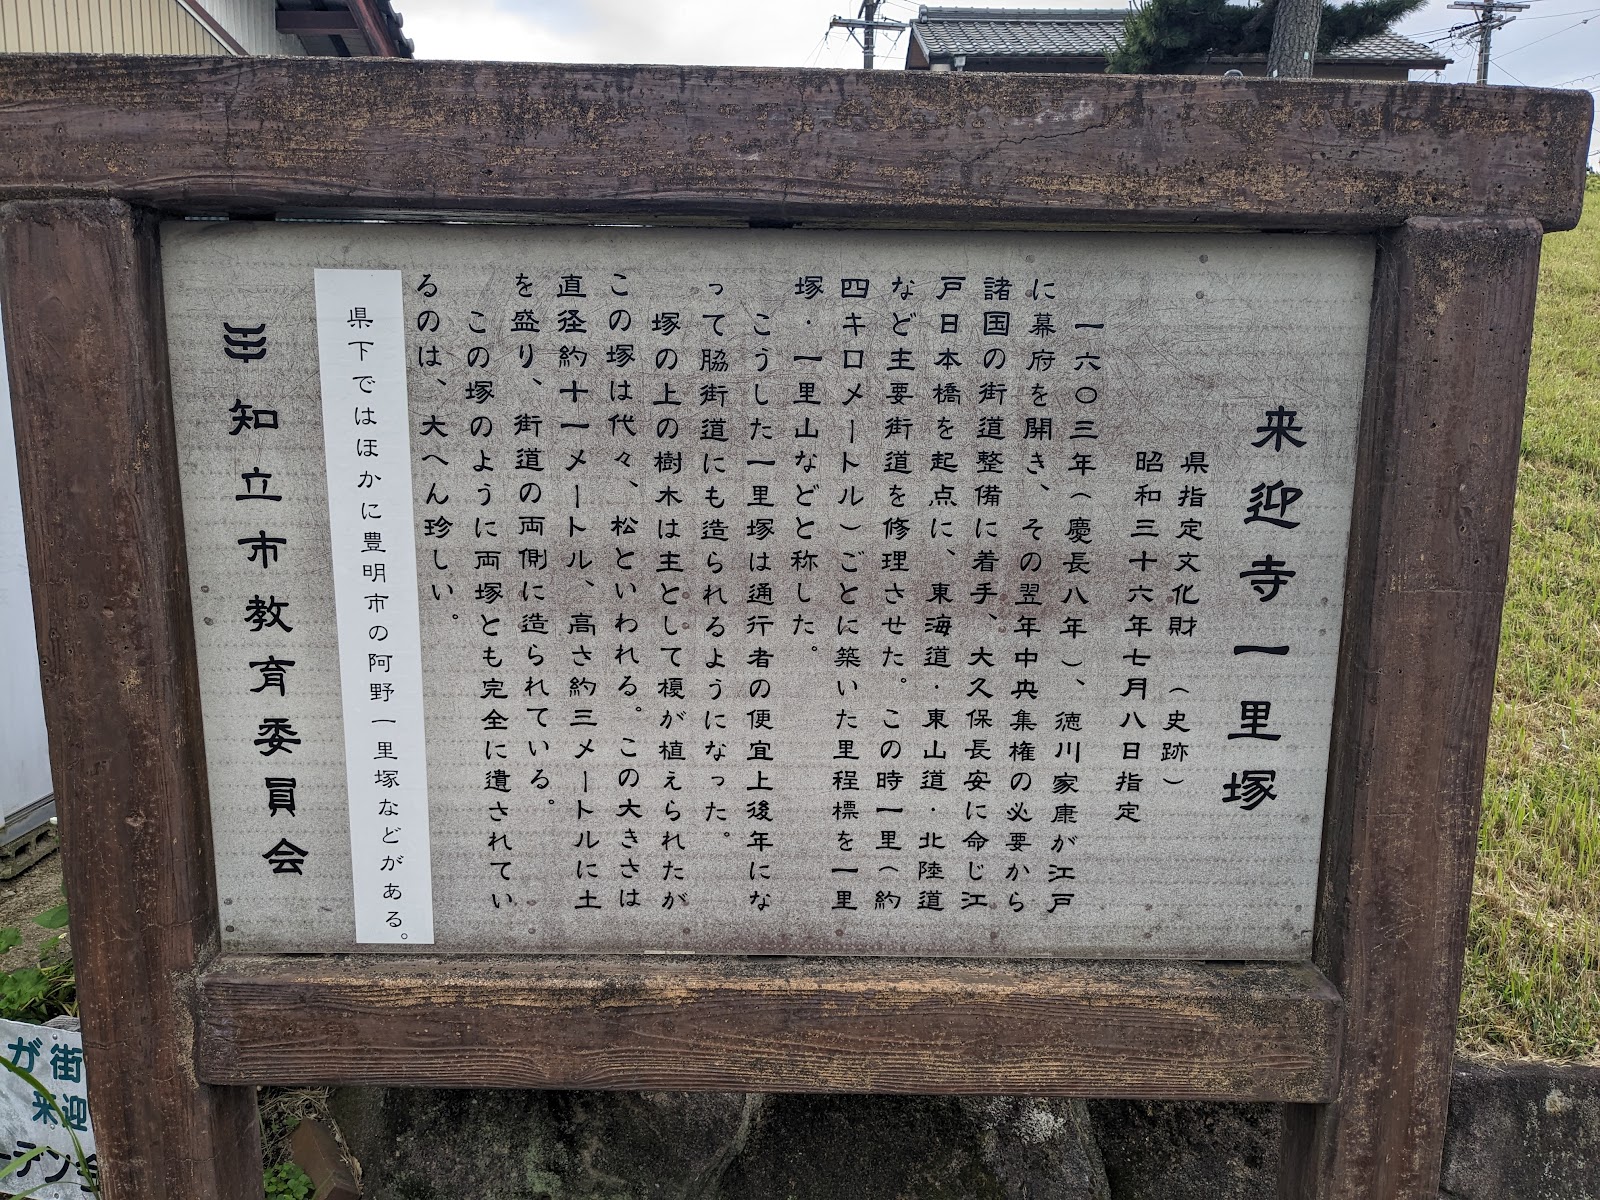 来迎寺一里塚
県指定文化財　（史跡）
昭和三十六年七月八日指定
一六〇三年（慶長八年）、徳川家康が江戸
に幕府を開き、その翌年中央集権の必要から
諸国の街道整備に着手、大久保長安に命じ江
戸日本橋を起点に、東海道・東山道・北陸道
など主要街道を修理させた。この時一里（約
四キロメートル）ごとに築いた里程標を一里
塚・一里山などと称した。
こうした一里塚は通行者の便宜上後年にな
って脇街道にも造られるようになった。
塚の上の樹木は主として榎が植えられたが
この塚は代々、松といわれる。この大きさは
直径約十一メートル、高さ約三メートルに土
を盛り、街道の両側に造られている。
この塚のように両塚とも完全に遺されてい
るのは、大へん珍しい。
県下ではほかに豊明市の阿野一里塚などがある。
知立市教育委員会
が街
来迎
ーデン